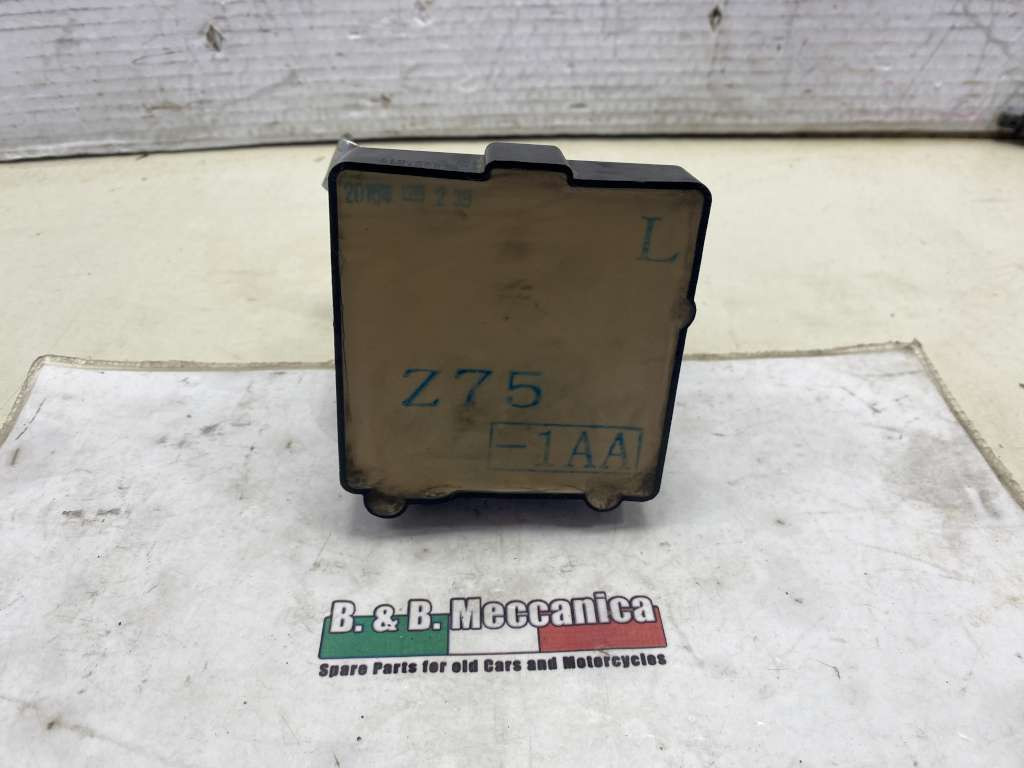 L
Z75
-1AA
B. & B. Meccanica
Spare Parts for old Cars and Motorcycles